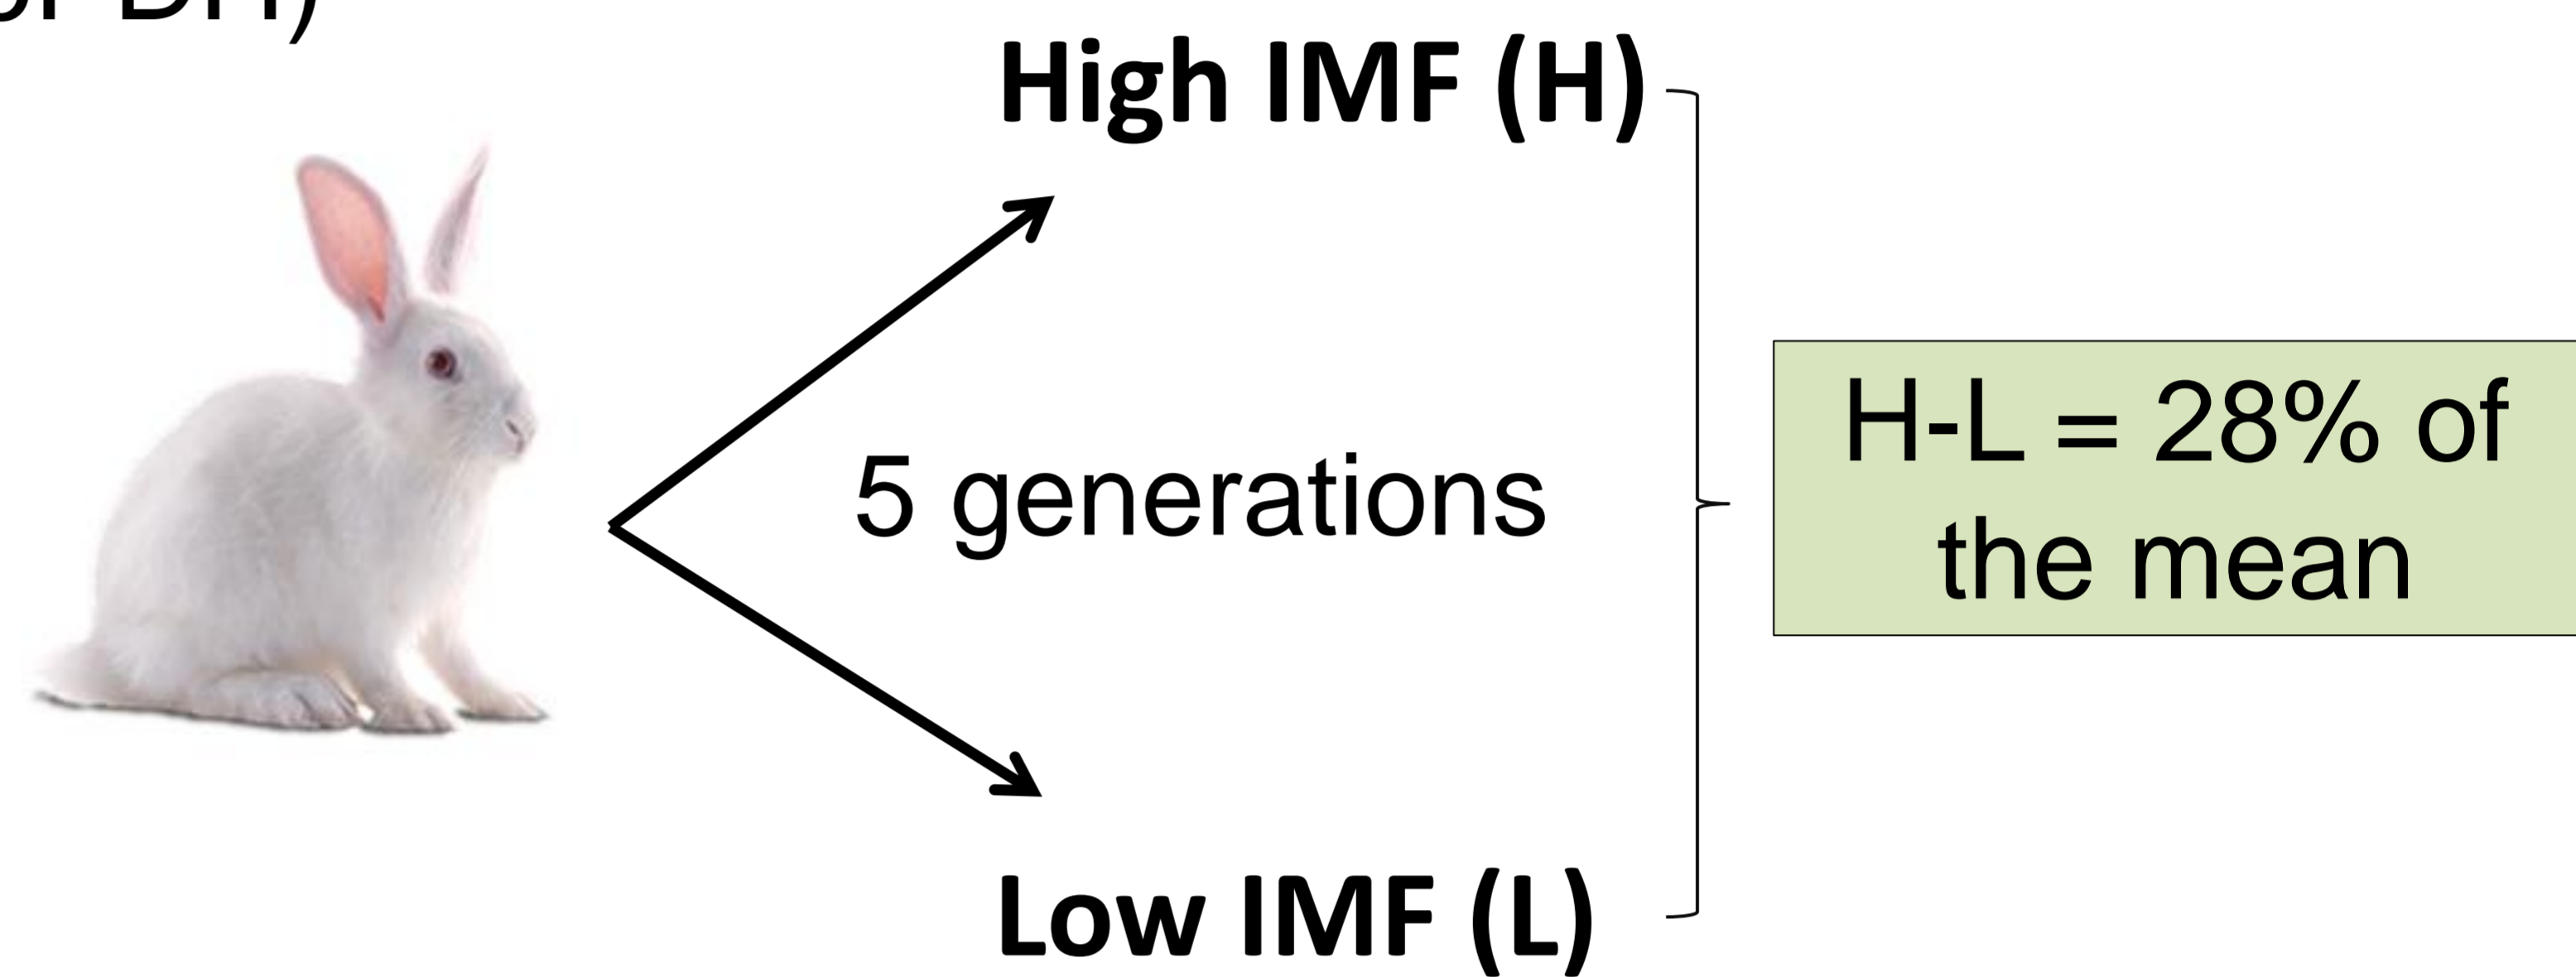 High IMF (H)
5 generations
H-L = 28% of
the mean
Low IMF (L)